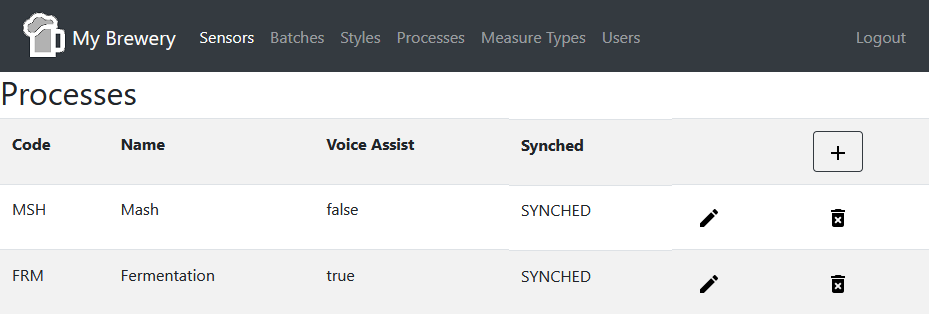 My Brewery Sensors Batches Styles Processes Measure Types Users Logout
Processes
Code Name Voice Assist Synched +
MSH Mash false SYNCHED
FRM Fermentation true SYNCHED